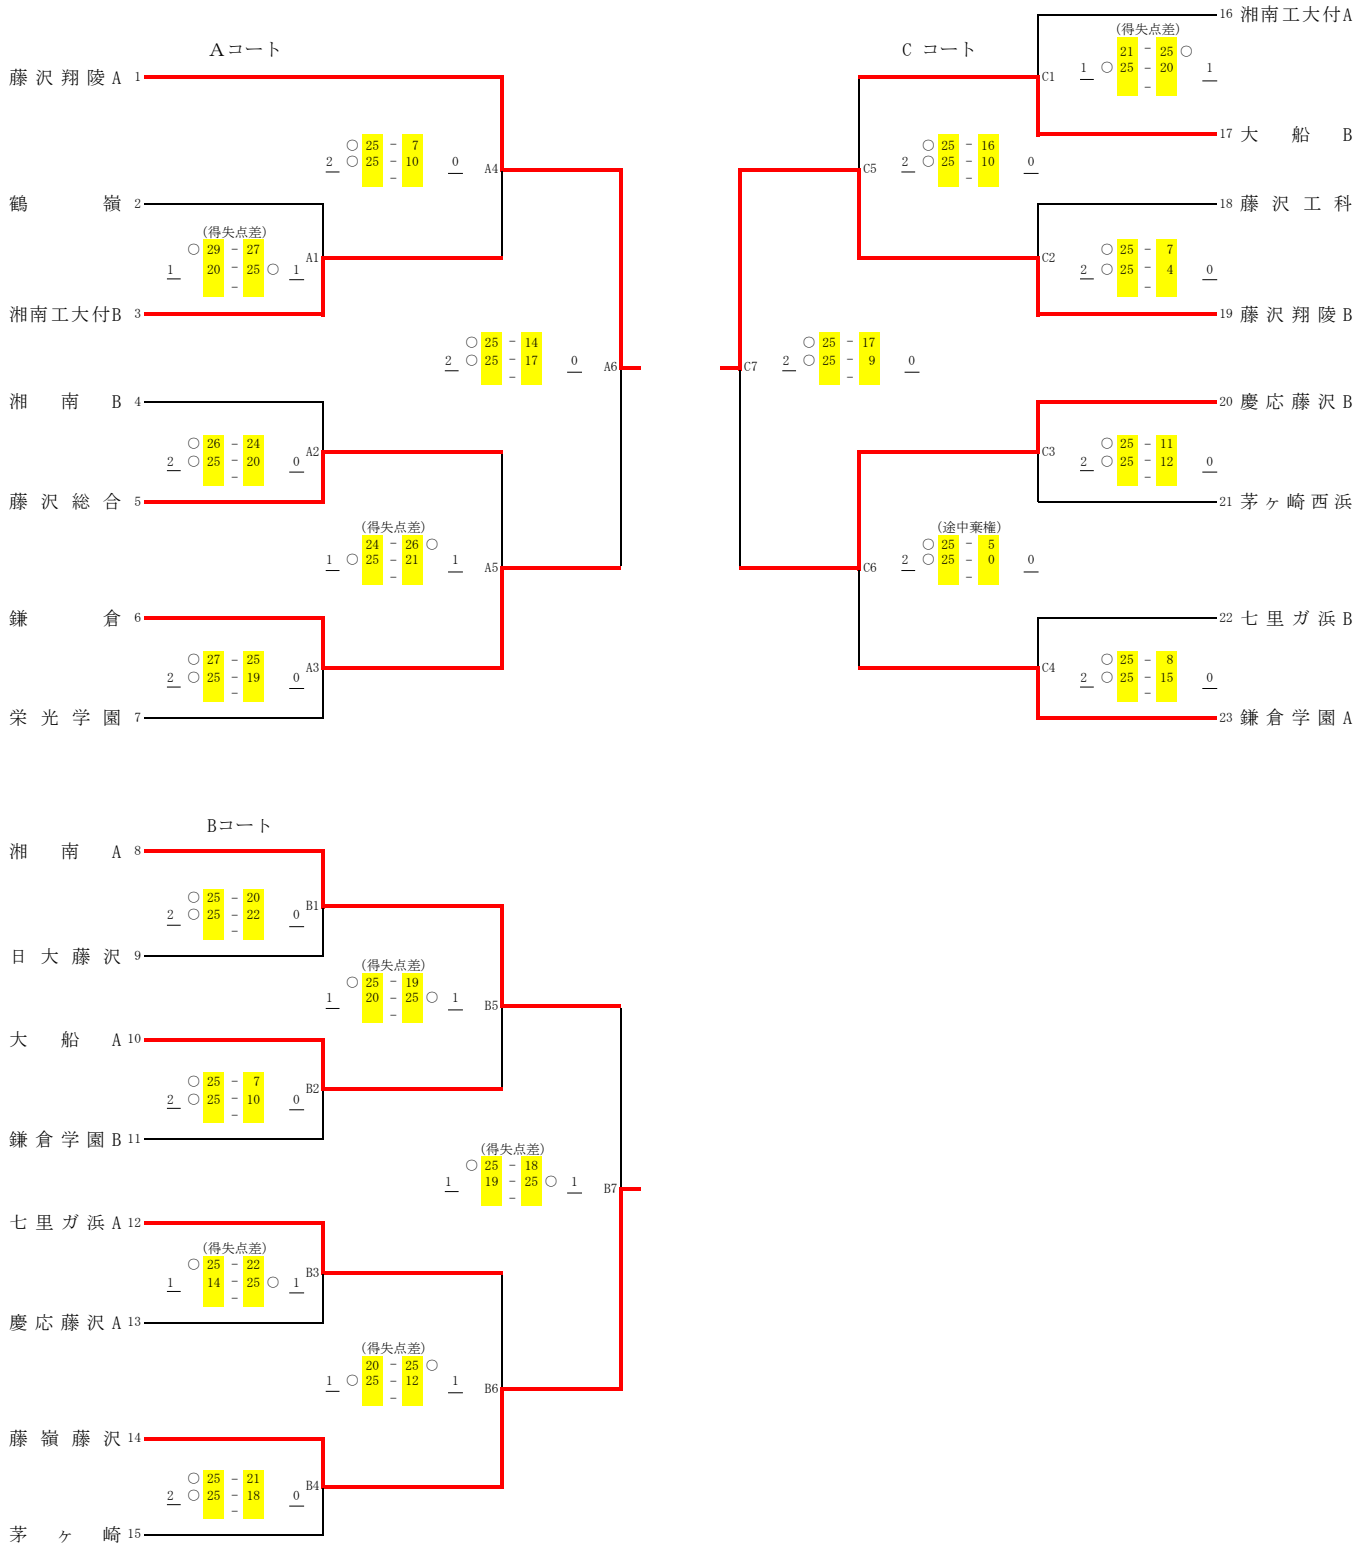 Aコート
藤沢翔陵A 1
○ 25 - 7
2 ○ 25 - 10 0
-
A4
鶴嶺 2
(得失点差)
○ 29 - 27
1 20 - 25 ○ 1
-
A1
湘南工大付B 3
○ 25 - 14
2 ○ 25 - 17 0
-
A6
湘南B 4
○ 26 - 24
2 ○ 25 - 20 0
-
A2
藤沢総合 5
(得失点差)
24 - 26 ○
1 ○ 25 - 21 1
-
A5
鎌倉 6
○ 27 - 25
2 ○ 25 - 19 0
-
A3
栄光学園 7
C コート
16 湘南工大付A
(得失点差)
21 - 25 ○
1 ○ 25 - 20 1
-
C1
17 大船B
○ 25 - 16
2 ○ 25 - 10 0
-
C5
18 藤沢工科
○ 25 - 7
2 ○ 25 - 4 0
-
C2
19 藤沢翔陵B
○ 25 - 17
2 ○ 25 - 9 0
-
C7
20 慶応藤沢B
○ 25 - 11
2 ○ 25 - 12 0
-
C3
21 茅ヶ崎西浜
(途中棄権)
○ 25 - 5
2 ○ 25 - 0 0
-
C6
22 七里ガ浜B
○ 25 - 8
2 ○ 25 - 15 0
-
C4
23 鎌倉学園A
Bコート
湘南A 8
○ 25 - 20
2 ○ 25 - 22 0
-
B1
日大藤沢 9
(得失点差)
○ 25 - 19
1 20 - 25 ○ 1
-
B5
大船A 10
○ 25 - 7
2 ○ 25 - 10 0
-
B2
鎌倉学園B 11
(得失点差)
○ 25 - 18
1 19 - 25 ○ 1
-
B7
七里ガ浜A 12
(得失点差)
○ 25 - 22
1 14 - 25 ○ 1
-
B3
慶応藤沢A 13
(得失点差)
20 - 25 ○
1 ○ 25 - 12 1
-
B6
藤嶺藤沢 14
○ 25 - 21
2 ○ 25 - 18 0
-
B4
茅ヶ崎 15